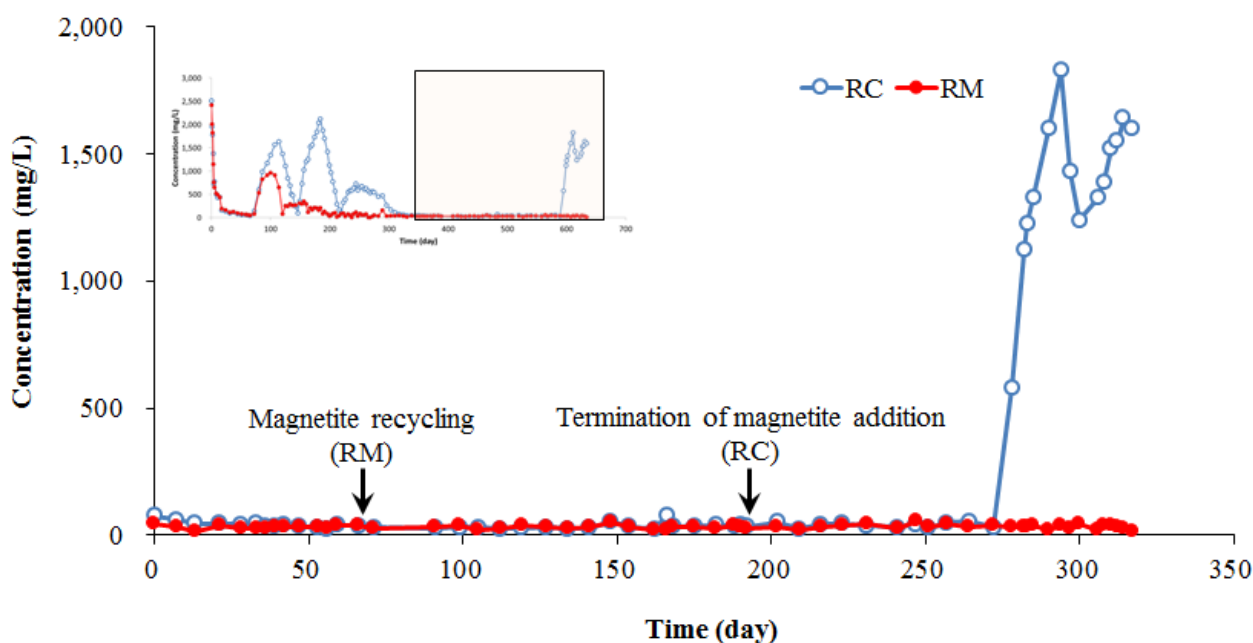 2,000
1,500
1,000
500
0
Concentration (mg/L)
3,000
2,500
2,000
1,500
1,000
500
0
Concentration (mg/L)
0 100 200 300 400 500 600 700
Time (day)
RC RM
Magnetite recycling
(RM)
Termination of magnetite addition
(RC)
0 50 100 150 200 250 300 350
Time (day)